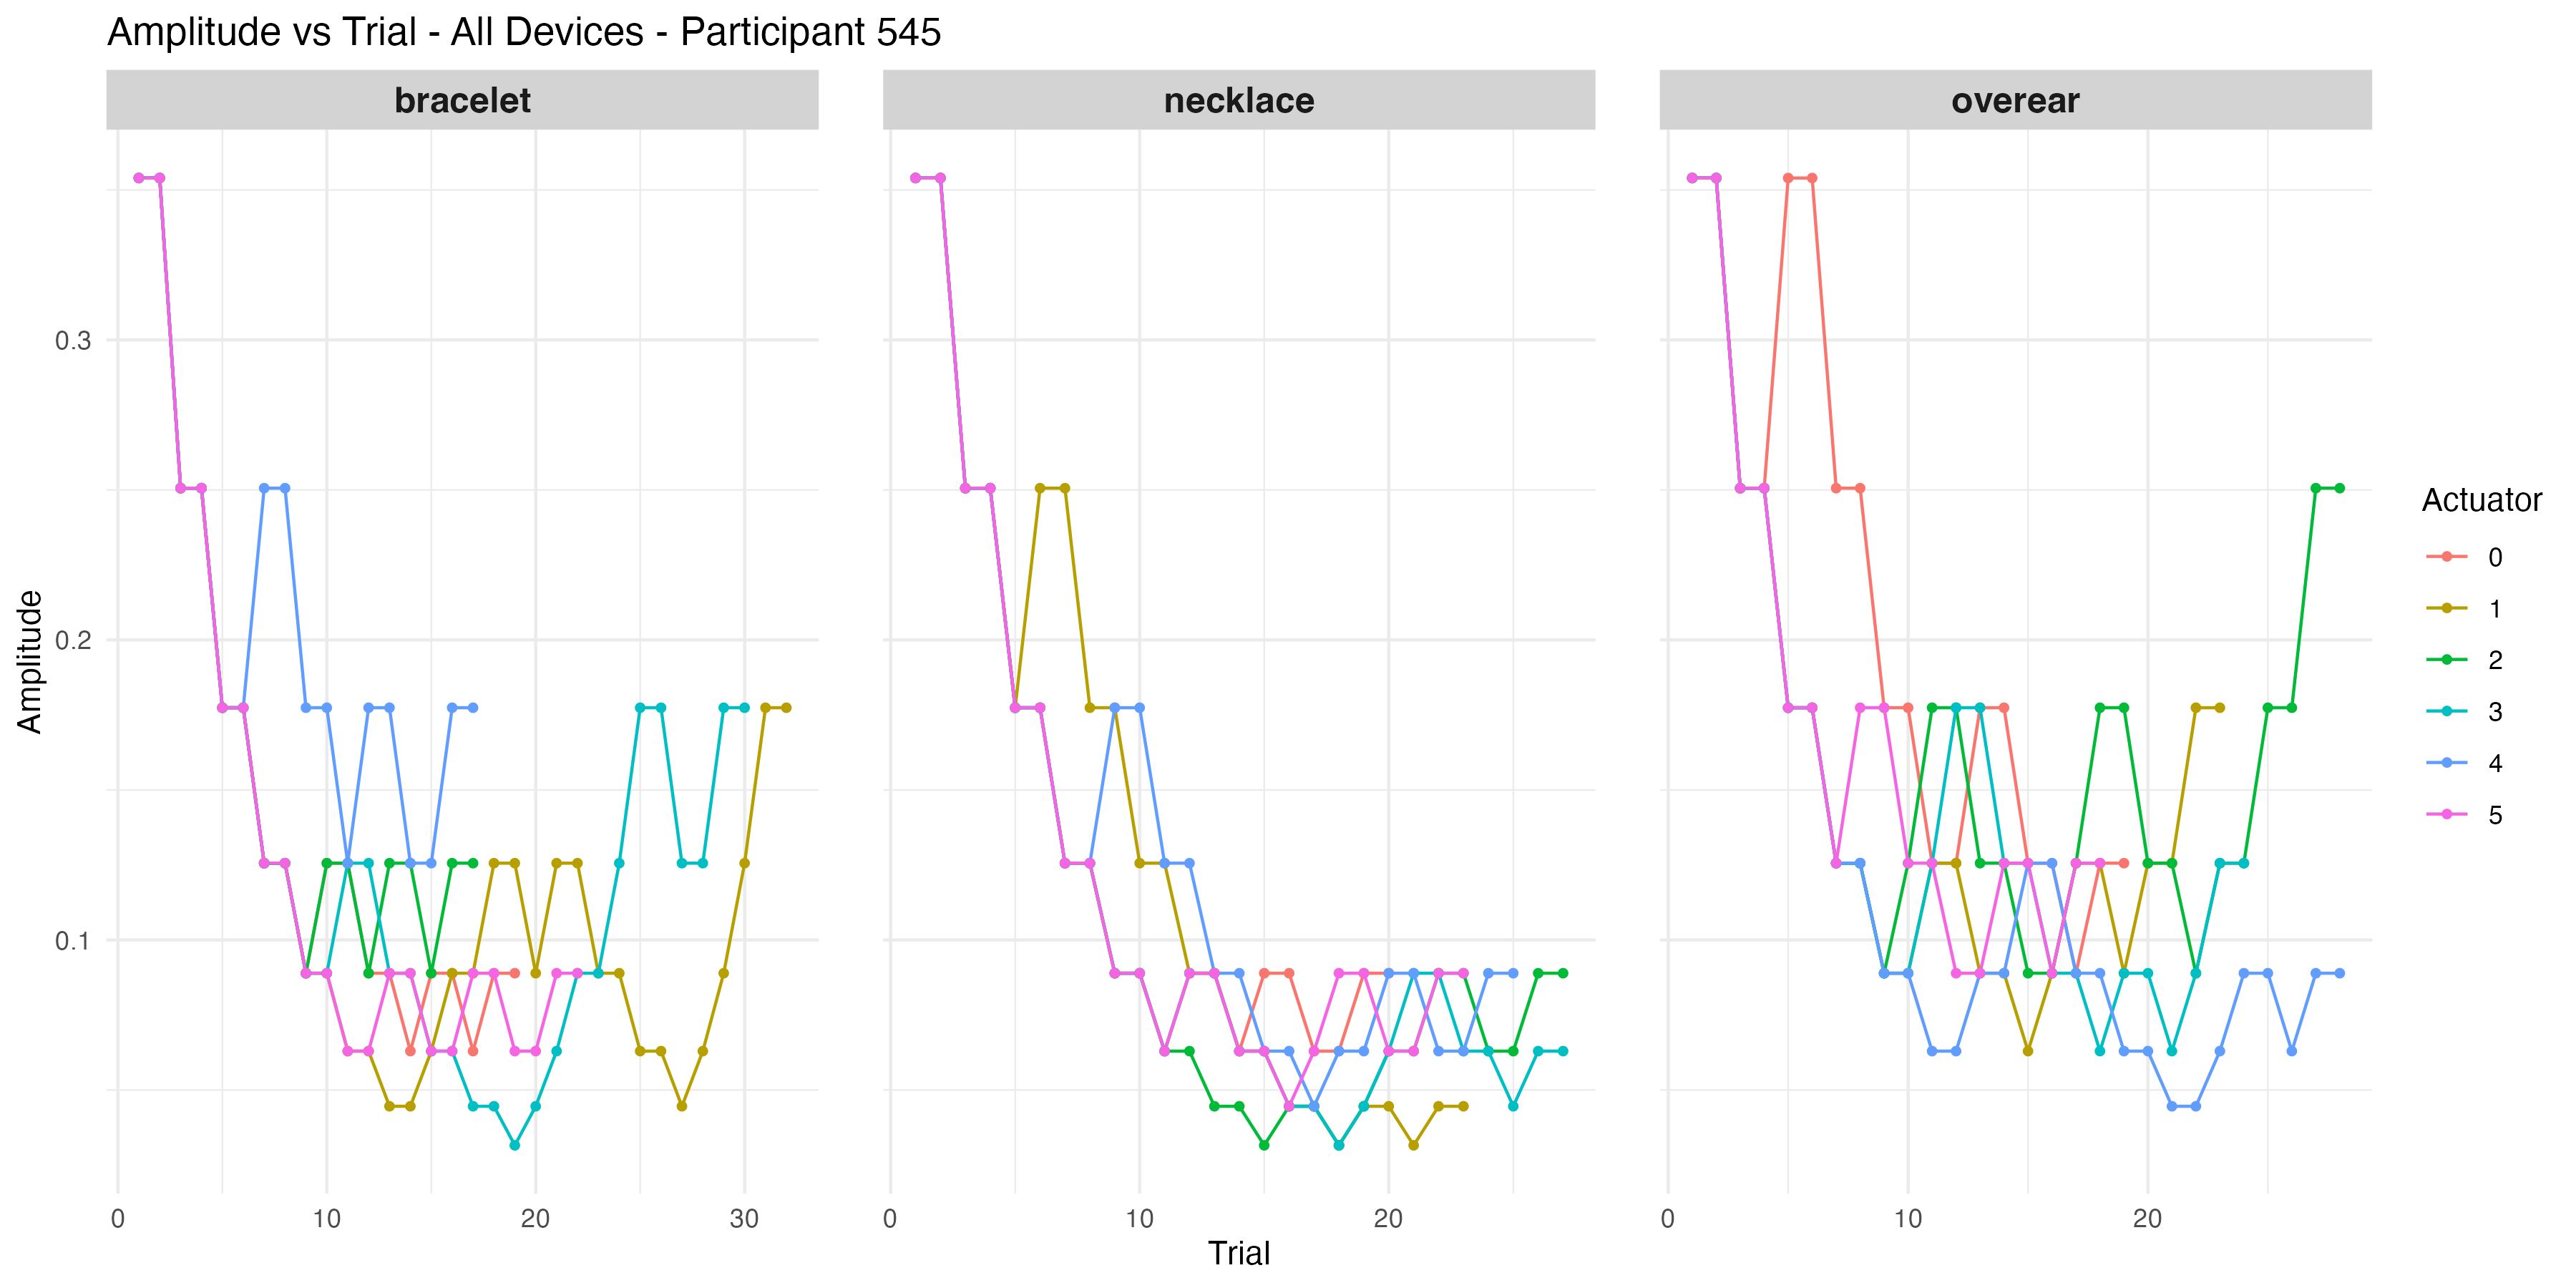 Amplitude vs Trial - All Devices - Participant 545
bracelet
necklace
overear
Amplitude
0.3
0.2
0.1
0 10 20 30
0 10 20
0 10 20
Trial
Actuator
0
1
2
3
4
5